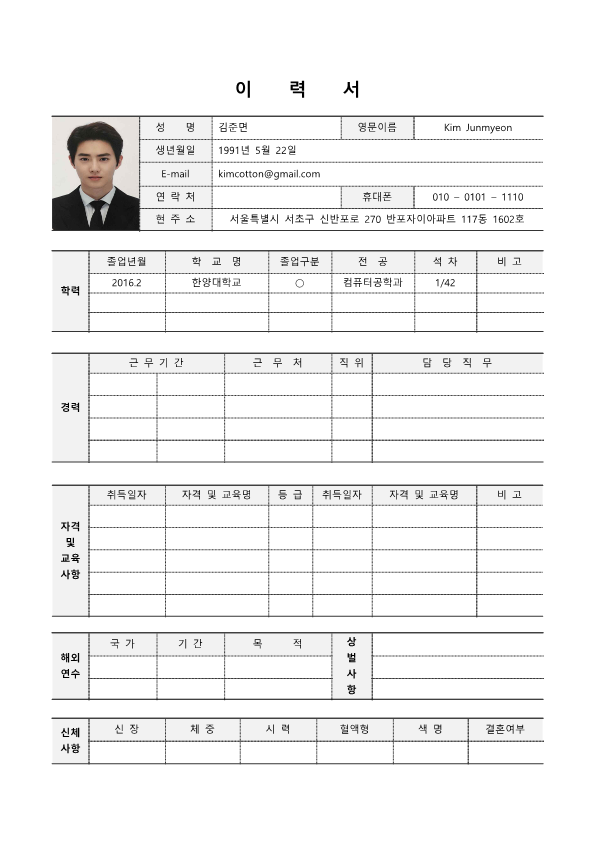 이 력 서
성 명 김준면 영문이름 Kim Junmyeon
생년월일 1991년 5월 22일
E-mail kimcotton@gmail.com
연 락 처 휴대폰 010 – 0101 – 1110
현 주 소 서울특별시 서초구 신반포로 270 반포자이아파트 117동 1602호
학력
졸업년월 학 교 명 졸업구분 전 공 석 차 비 고
2016.2 한양대학교 ○ 컴퓨터공학과 1/42
경력
근 무 기 간 근 무 처 직 위 담 당 직 무
자격
및
교육
사항
취득일자 자격 및 교육명 등 급 취득일자 자격 및 교육명 비 고
해외
연수
국 가 기 간 목 적
상
벌
사
항
신체
사항
신 장 체 중 시 력 혈액형 색 명 결혼여부